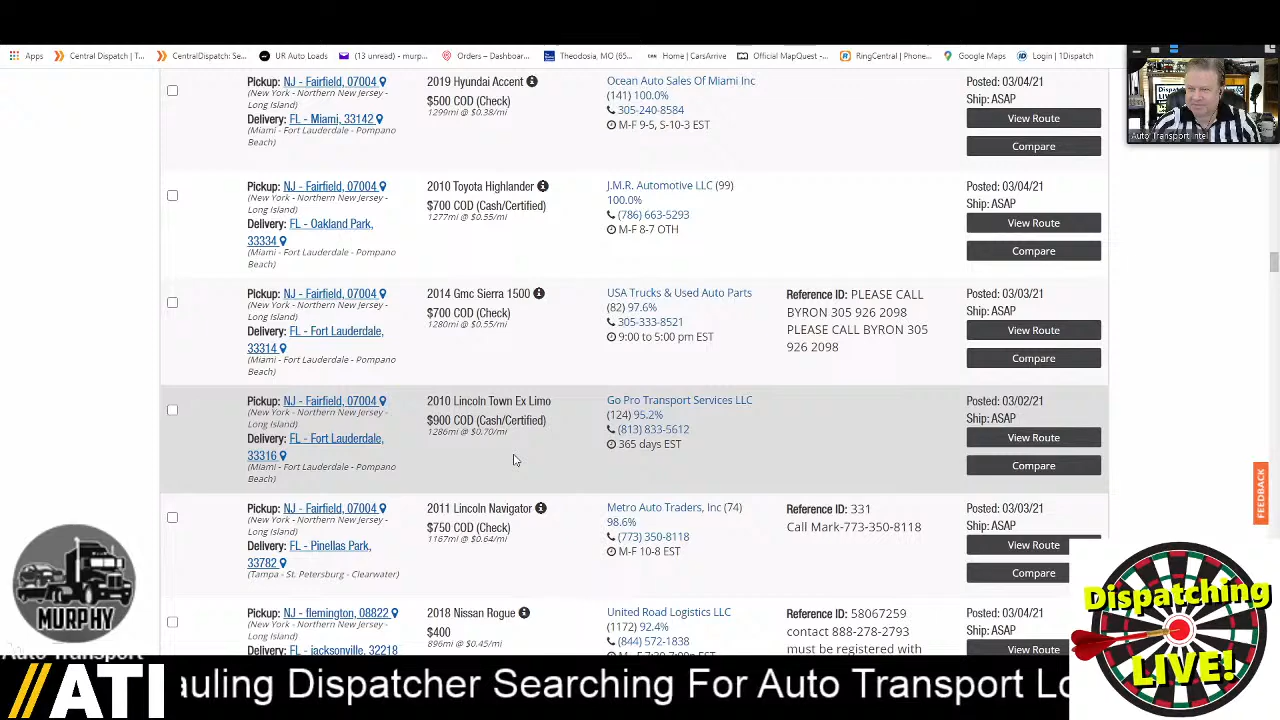 Apps Central Dispatch | T... CentralDispatch: Se... UR Auto Loads (13 unread) - murp... Orders – Dashboar... Theodosia, MO (65... Home | CarsArrive Official MapQuest -... RingCentral | Phone... Google Maps Login | 1Dispatch
Auto Transport Intel
Pickup: NJ - Fairfield, 07004
(New York - Northern New Jersey -
Long Island)
Delivery: FL - Miami, 33142
(Miami - Fort Lauderdale - Pompano
Beach)
2019 Hyundai Accent
$500 COD (Check)
1299mi @ $0.38/mi
Ocean Auto Sales Of Miami Inc
(141) 100.0%
305-240-8584
M-F 9-5, S-10-3 EST
Posted: 03/04/21
Ship: ASAP
View Route
Compare
Pickup: NJ - Fairfield, 07004
(New York - Northern New Jersey -
Long Island)
Delivery: FL - Oakland Park,
33334
(Miami - Fort Lauderdale - Pompano
Beach)
2010 Toyota Highlander
$700 COD (Cash/Certified)
1277mi @ $0.55/mi
J.M.R. Automotive LLC (99)
100.0%
(786) 663-5293
M-F 8-7 OTH
Posted: 03/04/21
Ship: ASAP
View Route
Compare
Pickup: NJ - Fairfield, 07004
(New York - Northern New Jersey -
Long Island)
Delivery: FL - Fort Lauderdale,
33314
(Miami - Fort Lauderdale - Pompano
Beach)
2014 Gmc Sierra 1500
$700 COD (Check)
1280mi @ $0.55/mi
USA Trucks & Used Auto Parts
(82) 97.6%
305-333-8521
9:00 to 5:00 pm EST
Reference ID: PLEASE CALL
BYRON 305 926 2098
PLEASE CALL BYRON 305
926 2098
Posted: 03/03/21
Ship: ASAP
View Route
Compare
Pickup: NJ - Fairfield, 07004
(New York - Northern New Jersey -
Long Island)
Delivery: FL - Fort Lauderdale,
33316
(Miami - Fort Lauderdale - Pompano
Beach)
2010 Lincoln Town Ex Limo
$900 COD (Cash/Certified)
1286mi @ $0.70/mi
Go Pro Transport Services LLC
(124) 95.2%
(813) 833-5612
365 days EST
Posted: 03/02/21
Ship: ASAP
View Route
Compare
Pickup: NJ - Fairfield, 07004
(New York - Northern New Jersey -
Long Island)
Delivery: FL - Pinellas Park,
33782
(Tampa - St. Petersburg - Clearwater)
2011 Lincoln Navigator
$750 COD (Check)
1167mi @ $0.64/mi
Metro Auto Traders, Inc (74)
98.6%
(773) 350-8118
M-F 10-8 EST
Reference ID: 331
Call Mark-773-350-8118
Posted: 03/03/21
Ship: ASAP
View Route
Compare
Pickup: NJ - flemington, 08822
(New York - Northern New Jersey -
Long Island)
Delivery: FL - jacksonville, 32218
2018 Nissan Rogue
$400
896mi @ $0.45/mi
United Road Logistics LLC
(1172) 92.4%
(844) 572-1838
Reference ID: 58067259
contact 888-278-2793
must be registered with
Posted: 03/04/21
Ship: ASAP
View Route
FEEDBACK
MURPHY
Auto Transport
Dispatching
LIVE!
ATI
auling Dispatcher Searching For Auto Transport Lo